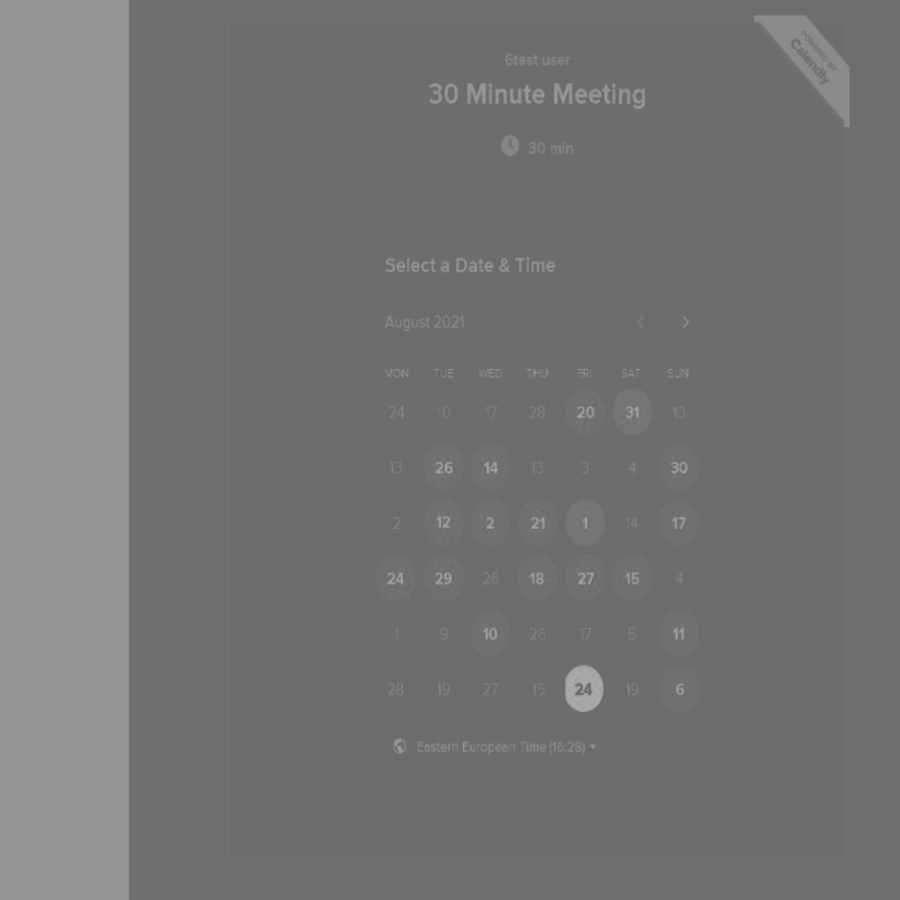 POWERED BY
Calendly
6test user
30 Minute Meeting
30 min
Select a Date & Time
August 2021
MON TUE WED THU FRI SAT SUN
24 10 17 28 20 31 13
13 26 14 13 3 4 30
2 12 2 21 1 14 17
24 29 26 18 27 15 4
1 9 10 26 17 5 11
28 19 27 24 19 6
Eastern European Time (16:28)